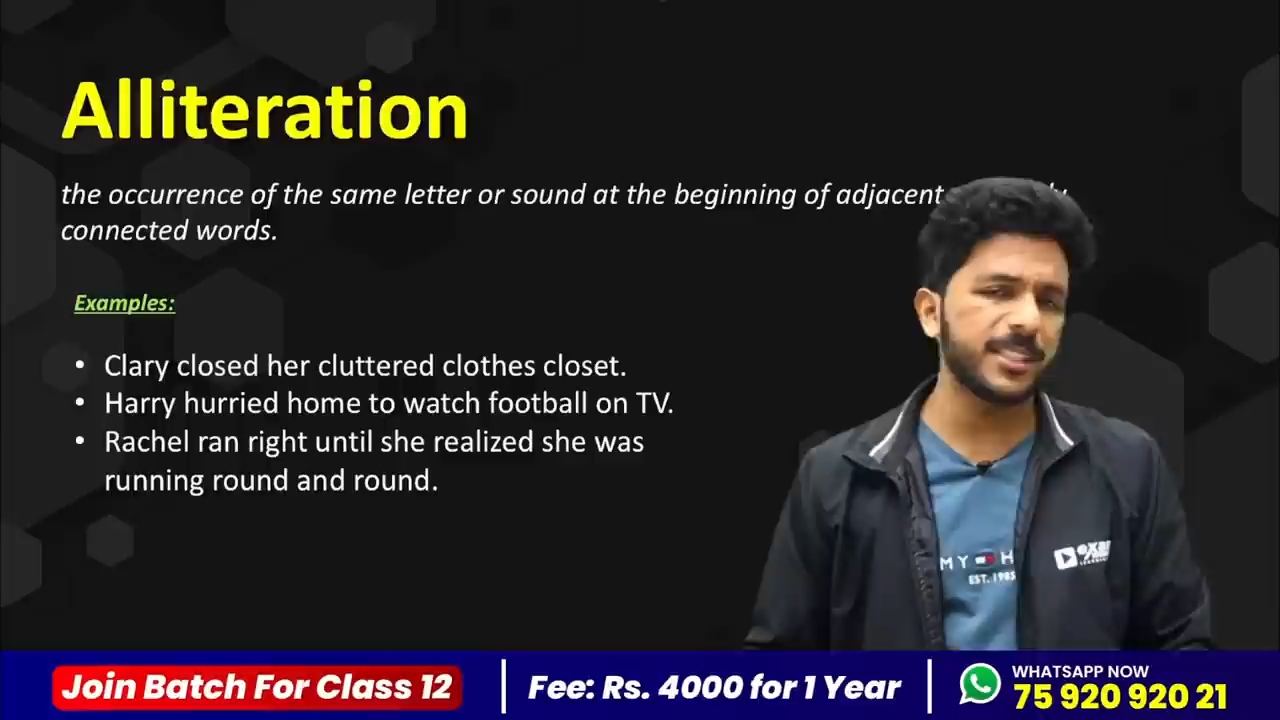 Alliteration
the occurrence of the same letter or sound at the beginning of adjacent
connected words.
Examples:
• Clary closed her cluttered clothes closet.
• Harry hurried home to watch football on TV.
• Rachel ran right until she realized she was
running round and round.
MY H
EST. 1985
Join Batch For Class 12
Fee: Rs. 4000 for 1 Year
WHATSAPP NOW
75 920 920 21